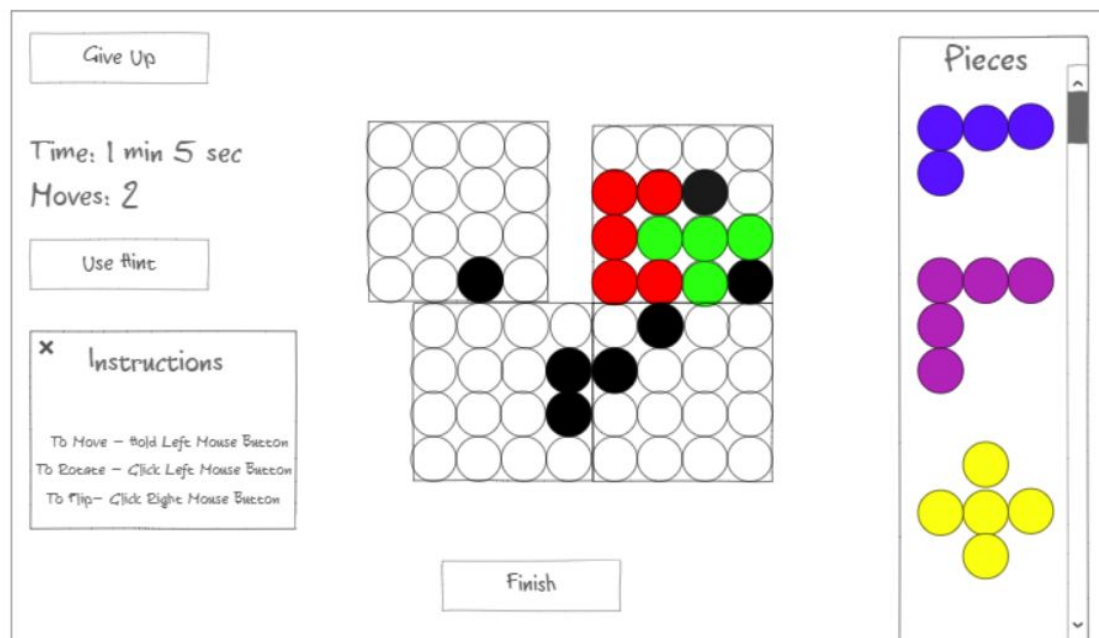 Give Up
Time: 1 min 5 sec
Moves: 2
Use Hint
×
Instructions
To Move - Hold Left Mouse Button
To Rotate - Click Left Mouse Button
To Flip- Click Right Mouse Button
Finish
Pieces